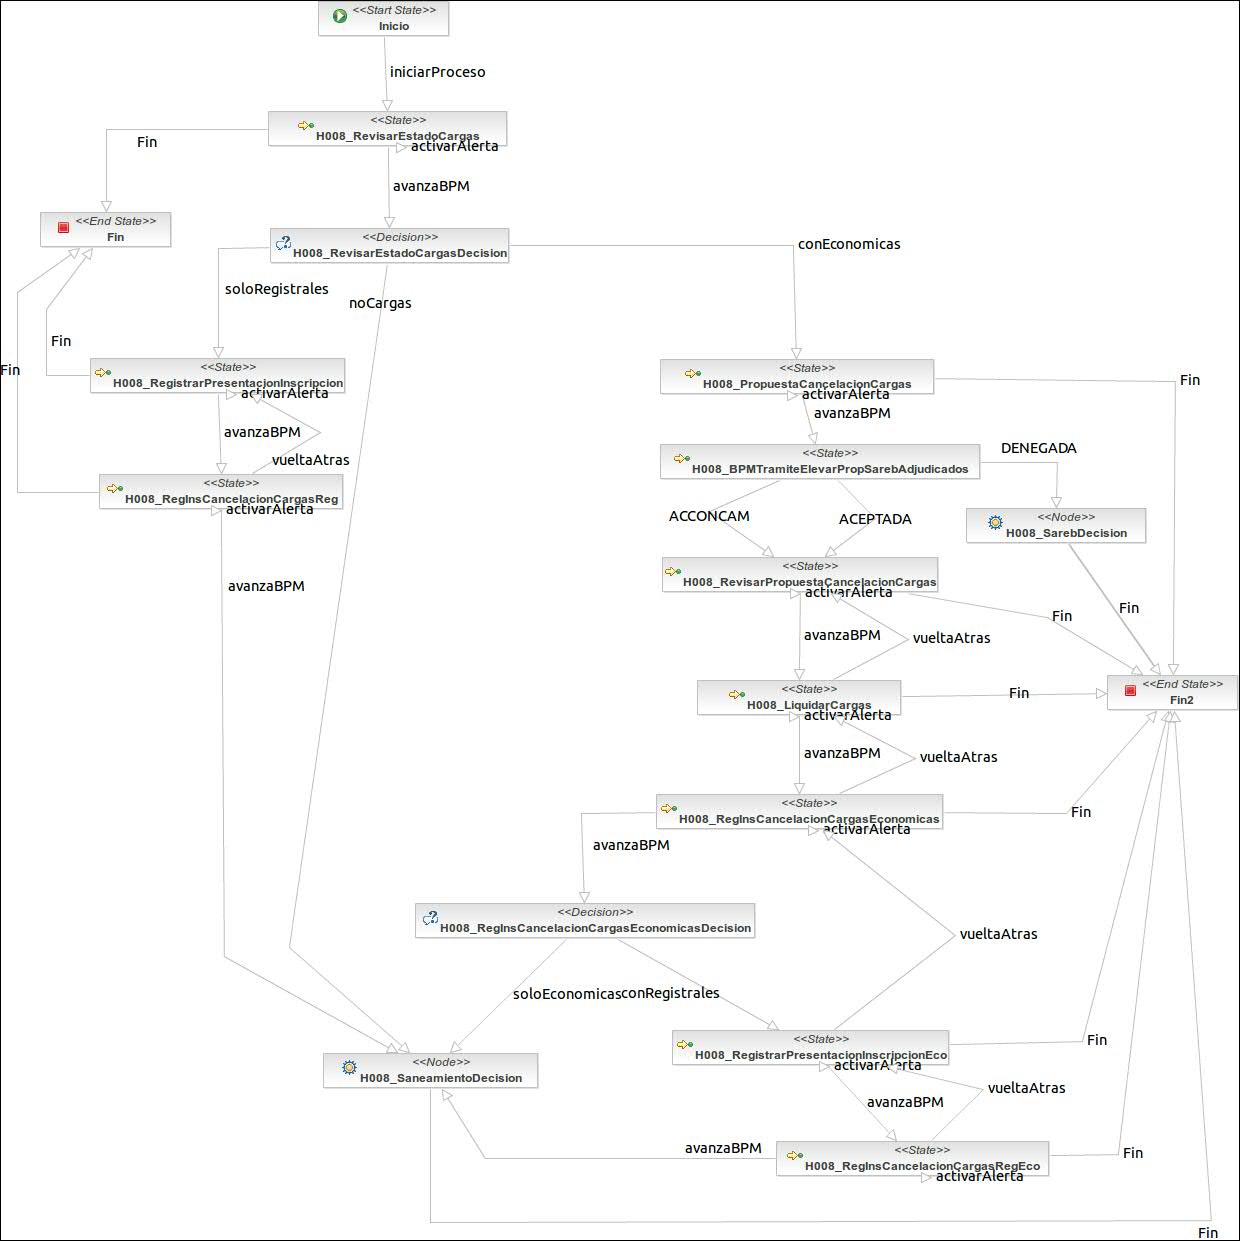 <<Start State>>
Inicio
iniciarProceso
<<State>>
H008_RevisarEstadoCargas
activarAlerta
Fin
avanzaBPM
<<End State>>
Fin
<<Decision>>
H008_RevisarEstadoCargasDecision
conEconomicas
soloRegistrales
noCargas
Fin
Fin
<<State>>
H008_RegistrarPresentacionInscripcion
activarAlerta
<<State>>
H008_PropuestaCancelacionCargas
activarAlerta
Fin
avanzaBPM
avanzaBPM
vueltaAtras
<<State>>
H008_BPMTramiteElevarPropSarebAdjudicados
DENEGADA
<<State>>
H008_RegInsCancelacionCargasReg
activarAlerta
ACCONCAM
ACEPTADA
<<Node>>
H008_SarebDecision
<<State>>
H008_RevisarPropuestaCancelacionCargas
activarAlerta
avanzaBPM
Fin
Fin
avanzaBPM
vueltaAtras
<<State>>
H008_LiquidarCargas
activarAlerta
Fin
<<End State>>
Fin2
avanzaBPM
vueltaAtras
<<State>>
H008_RegInsCancelacionCargasEconomicas
activarAlerta
Fin
avanzaBPM
<<Decision>>
H008_RegInsCancelacionCargasEconomicasDecision
vueltaAtras
soloEconomicas
conRegistrales
<<State>>
H008_RegistrarPresentacionInscripcionEco
activarAlerta
Fin
<<Node>>
H008_SaneamientoDecision
avanzaBPM
vueltaAtras
avanzaBPM
<<State>>
H008_RegInsCancelacionCargasRegEco
activarAlerta
Fin
Fin